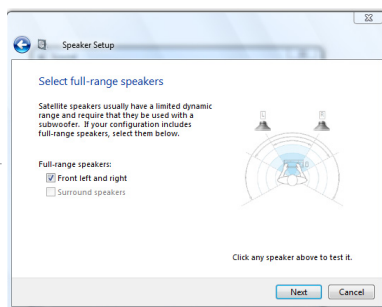 Speaker Setup
Select full-range speakers
Satellite speakers usually have a limited dynamic
range and require that they be used with a
subwoofer. If your configuration includes
full-range speakers, select them below.
Full-range speakers:
Front left and right
Surround speakers
Click any speaker above to test it.
Next
Cancel